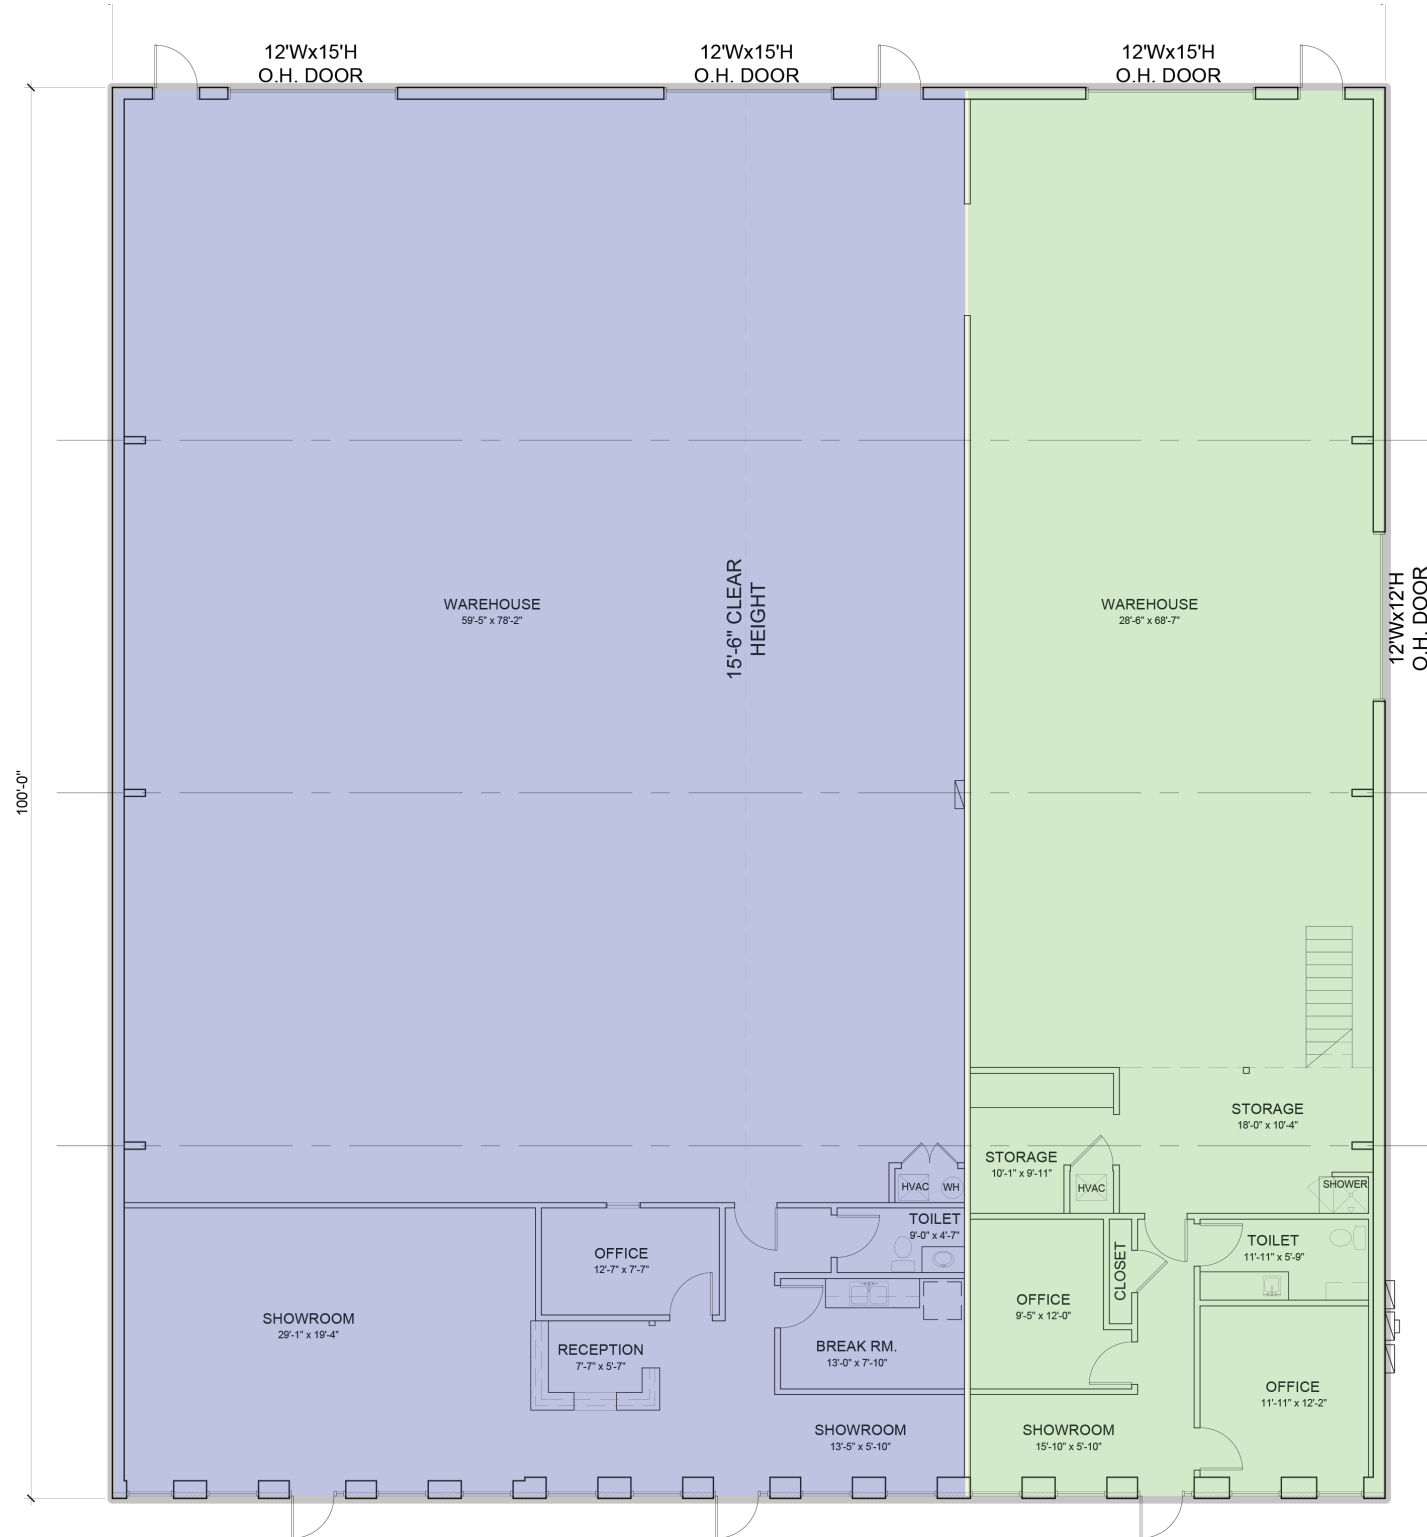 12'Wx15'H
O.H. DOOR
12'Wx15'H
O.H. DOOR
12'Wx15'H
O.H. DOOR
WAREHOUSE
59'-5" x 78'-2"
15'-6" CLEAR
HEIGHT
WAREHOUSE
28'-6" x 68'-7"
12'Wx12'H
O.H. DOOR
100'-0"
STORAGE
18'-0" x 10'-4"
STORAGE
10'-1" x 9'-11"
HVAC
WH
HVAC
SHOWER
TOILET
9'-0" x 4'-7"
OFFICE
12'-7" x 7'-7"
CLOSET
TOILET
11'-11" x 5'-9"
SHOWROOM
29'-1" x 19'-4"
RECEPTION
7'-7" x 5'-7"
BREAK RM.
13'-0" x 7'-10"
OFFICE
9'-5" x 12'-0"
OFFICE
11'-11" x 12'-2"
SHOWROOM
13'-5" x 5'-10"
SHOWROOM
15'-10" x 5'-10"